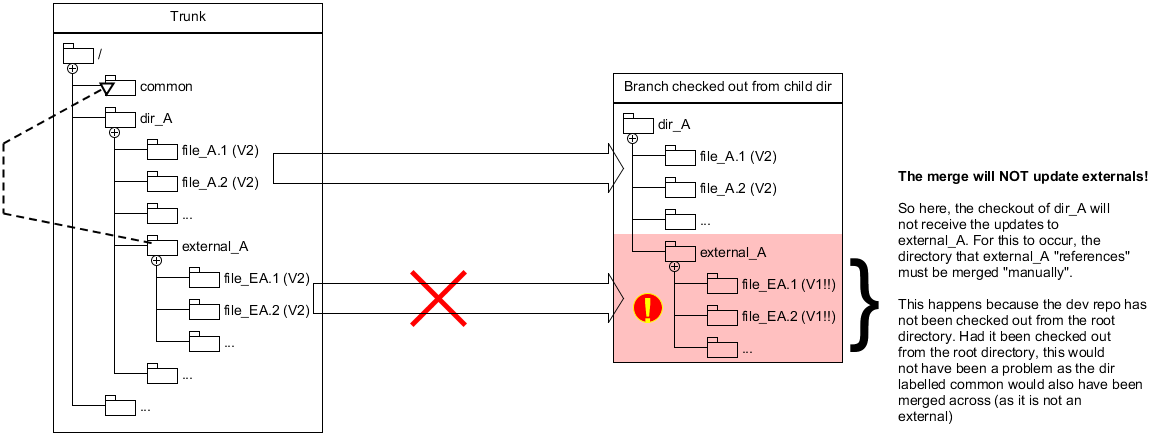 Trunk
/
common
dir_A
file_A.1 (V2)
file_A.2 (V2)
...
external_A
file_EA.1 (V2)
file_EA.2 (V2)
...
...
...
Branch checked out from child dir
dir_A
file_A.1 (V2)
file_A.2 (V2)
...
external_A
file_EA.1 (V1!!)
file_EA.2 (V1!!)
...
!
}
The merge will NOT update externals!
So here, the checkout of dir_A will
not receive the updates to
external_A. For this to occur, the
directory that external_A "references"
must be merged "manually".
This happens because the dev repo has
not been checked out from the root
directory. Had it been checked out
from the root directory, this would
not have been a problem as the dir
labelled common would also have been
merged across (as it is not an
external)